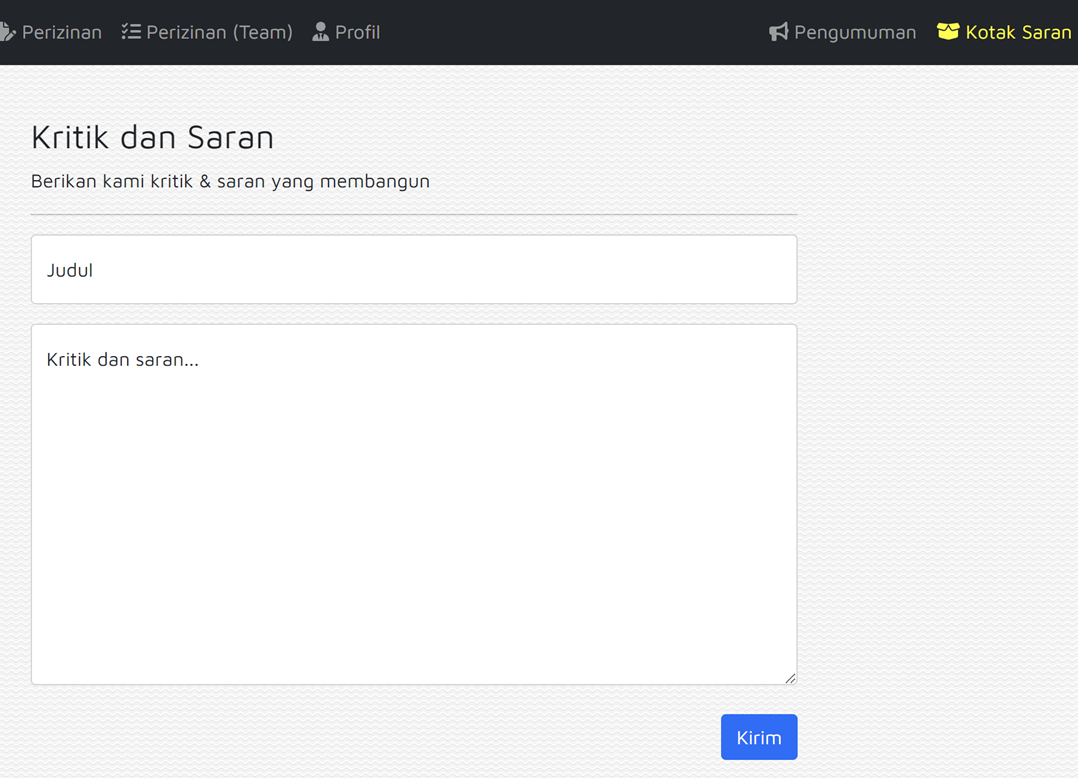 Perizinan Perizinan (Team) Profil Pengumuman Kotak Saran
Kritik dan Saran
Berikan kami kritik & saran yang membangun
Judul
Kritik dan saran...
Kirim